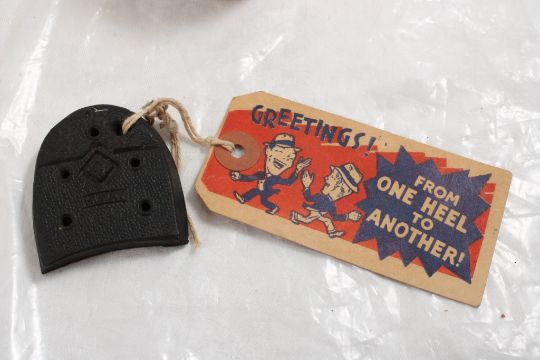 GREETINGS!
FROM
ONE HEEL
TO
ANOTHER!